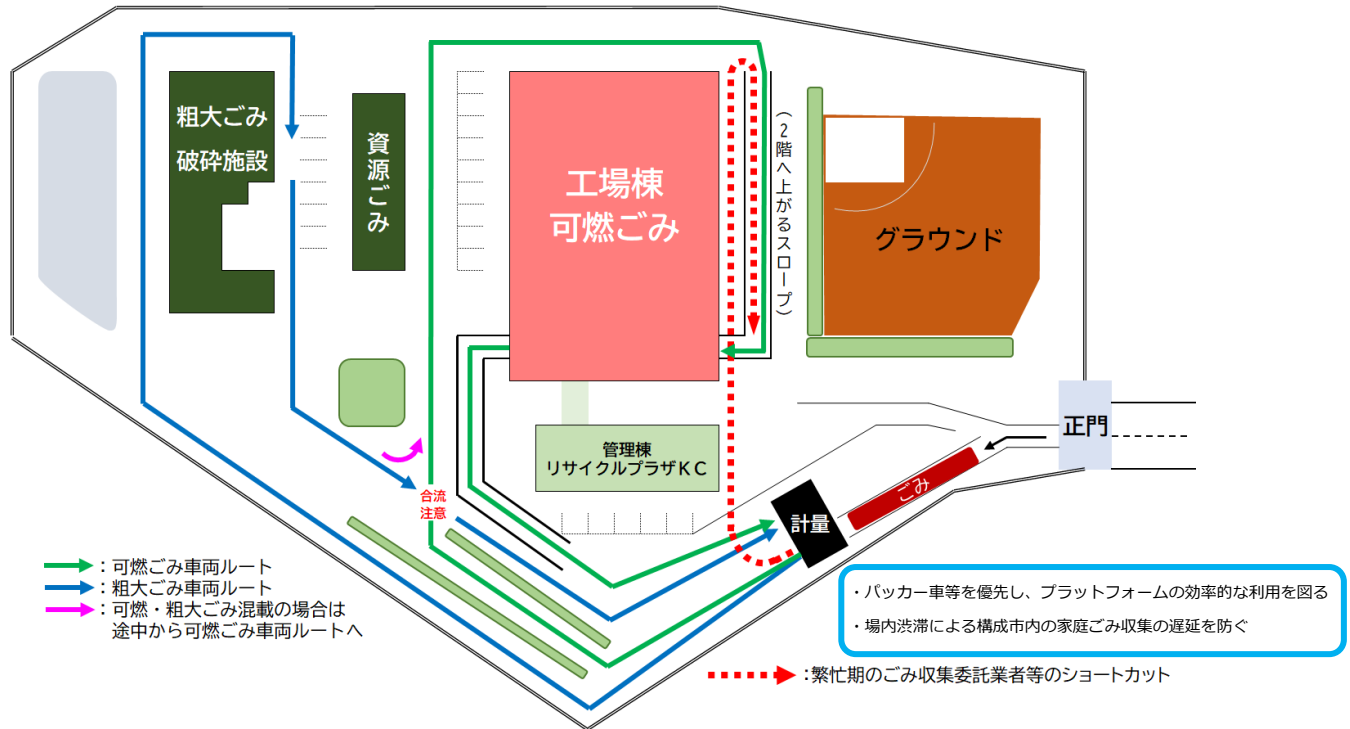 粗大ごみ
破砕施設
資源ごみ
工場棟
可燃ごみ
(2階へ上がるスロープ)
グラウンド
正門
ごみ
計量
管理棟
リサイクルプラザKC
合流
注意
:可燃ごみ車両ルート
:粗大ごみ車両ルート
:可燃・粗大ごみ混載の場合は
途中から可燃ごみ車両ルートへ
・パッカー車等を優先し、プラットフォームの効率的な利用を図る
・場内渋滞による構成市内の家庭ごみ収集の遅延を防ぐ
:繁忙期のごみ収集委託業者等のショートカット